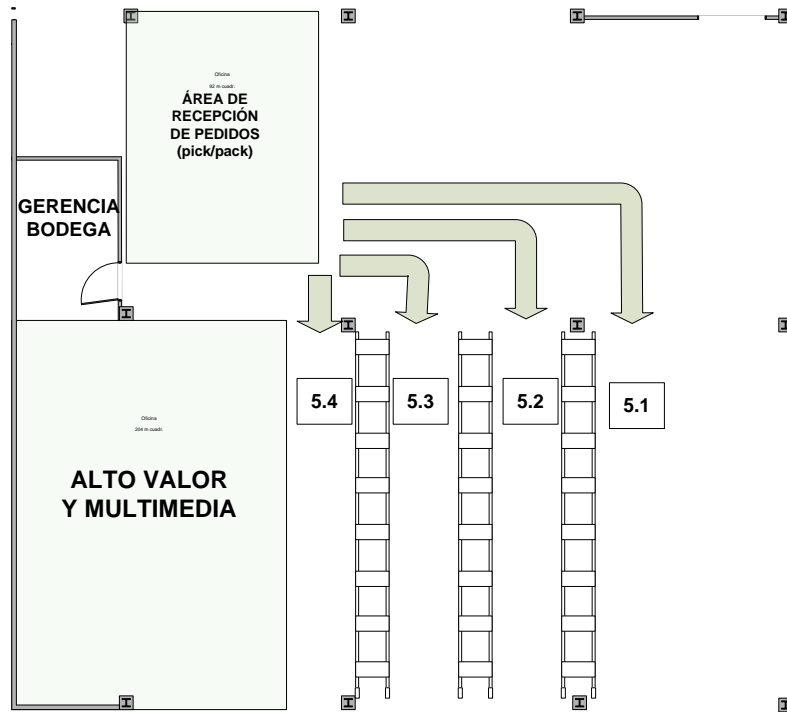 Oficina
92 m cuadr.
ÁREA DE
RECEPCIÓN
DE PEDIDOS
(pick/pack)
GERENCIA
BODEGA
5.4
5.3
5.2
5.1
Oficina
204 m cuadr.
ALTO VALOR
Y MULTIMEDIA